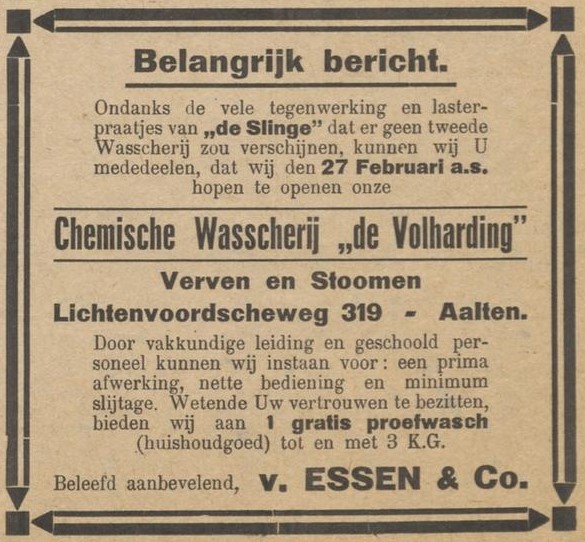 Belangrijk bericht.
Ondanks de vele tegenwerking en laster-
praatjes van „de Slinge" dat er geen tweede
Wasscherij zou verschijnen, kunnen wij U
mededeelen, dat wij den 27 Februari a.s.
hopen te openen onze
Chemische Wasscherij „de Volharding"
Verven en Stoomen
Lichtenvoordscheweg 319 - Aalten.
Door vakkundige leiding en geschoold per-
soneel kunnen wij instaan voor: een prima
afwerking, nette bediening en minimum
slijtage. Wetende Uw vertrouwen te bezitten,
bieden wij aan 1 gratis proefwasch
(huishoudgoed) tot en met 3 K.G.
Beleefd aanbevelend, v. ESSEN & Co.